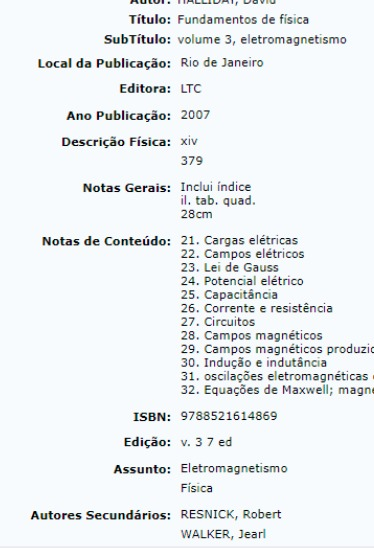 Autor: HALLIDAY, David
Título: Fundamentos de física
SubTítulo: volume 3, eletromagnetismo
Local da Publicação: Rio de Janeiro
Editora: LTC
Ano Publicação: 2007
Descrição Física: xiv
379
Notas Gerais: Inclui índice
il. tab. quad.
28cm
Notas de Conteúdo: 21. Cargas elétricas
22. Campos elétricos
23. Lei de Gauss
24. Potencial elétrico
25. Capacitância
26. Corrente e resistência
27. Circuitos
28. Campos magnéticos
29. Campos magnéticos
30. Indução e indutância
31. oscilações eletromagnéticas
32. Equações de Maxwell;
ISBN: 9788521614869
Edição: v. 3 7 ed
Assunto: Eletromagnetismo
Física
Autores Secundários: RESNICK, Robert
WALKER, Jearl